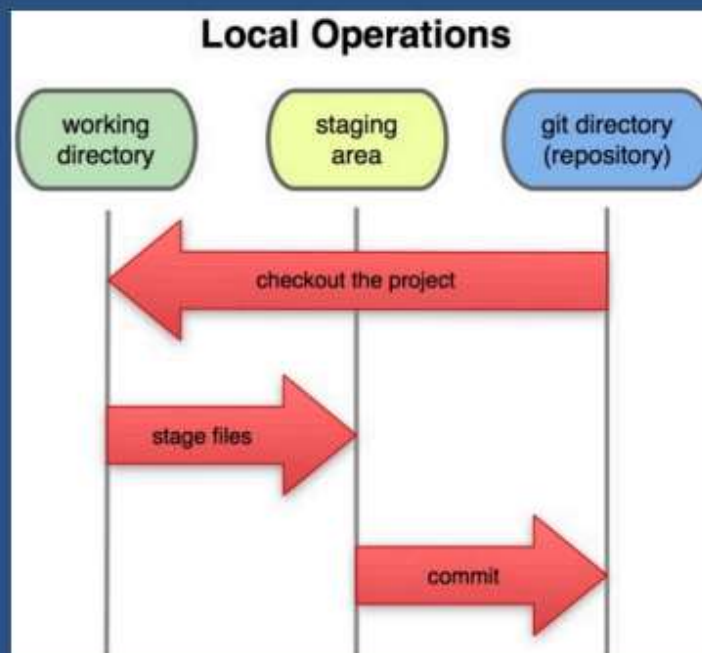 Local Operations
working
directory
staging
area
git directory
(repository)
checkout the project
stage files
commit